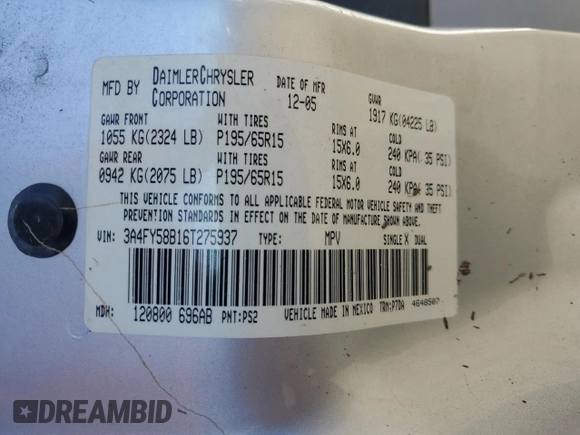 MFD BY DAIMLERCHRYSLER CORPORATION
DATE OF MFR 12-05
GVWR 1917 KG(04225 LB)
GAWR FRONT WITH TIRES RIMS AT COLD
1055 KG(2324 LB) P195/65R15 15X6.0 240 KPA( 35 PSI)
GAWR REAR WITH TIRES RIMS AT COLD
0942 KG(2075 LB) P195/65R15 15X6.0 240 KPA( 35 PSI)
THIS VEHICLE CONFORMS TO ALL APPLICABLE FEDERAL MOTOR VEHICLE SAFETY AND THEFT
PREVENTION STANDARDS IN EFFECT ON THE DATE OF MANUFACTURE SHOWN ABOVE.
VIN: 3A4FY58B16T275937 TYPE: MPV SINGLE X DUAL
MDH: 120800 696AB PNT:PS2 VEHICLE MADE IN MEXICO TRM:P7DA 4648507
DREAMBID